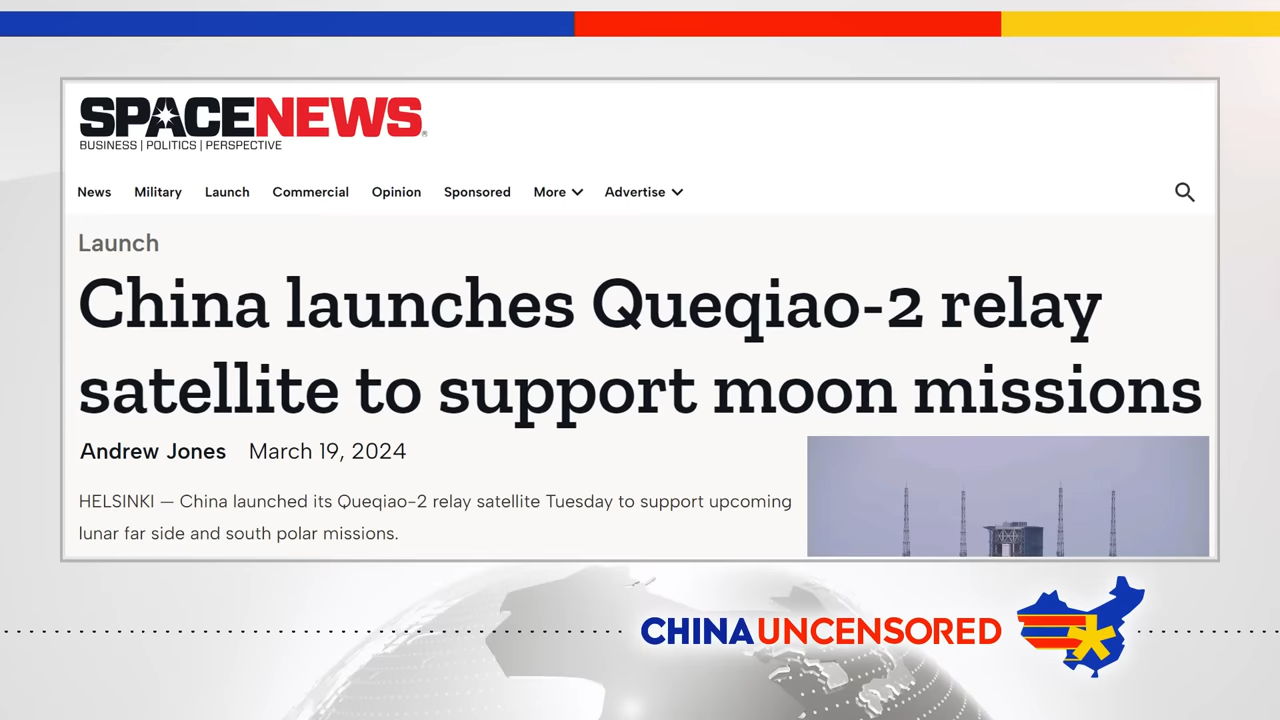 SPACENEWS®
BUSINESS | POLITICS | PERSPECTIVE
News Military Launch Commercial Opinion Sponsored More Advertise
Launch
China launches Queqiao-2 relay
satellite to support moon missions
Andrew Jones March 19, 2024
HELSINKI — China launched its Queqiao-2 relay satellite Tuesday to support upcoming
lunar far side and south polar missions.
CHINA UNCENSORED